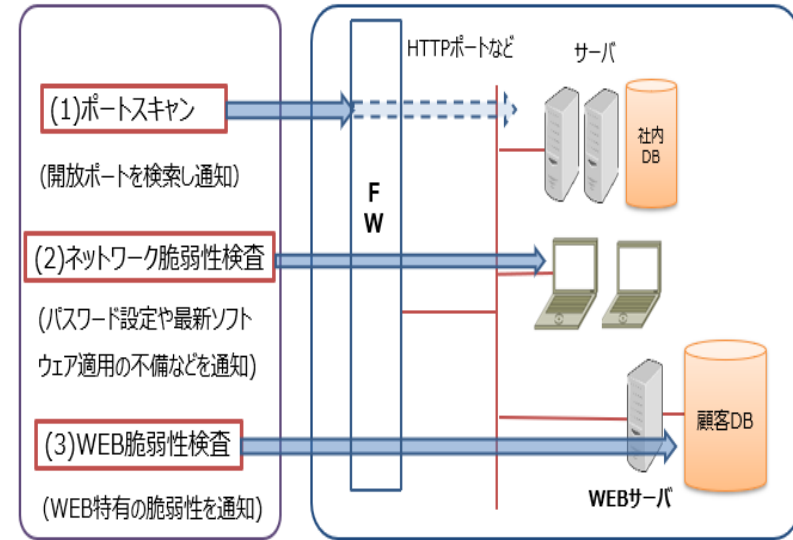 HTTPポートなど
サーバ
(1)ポートスキャン
(開放ポートを検索し通知)
社内
DB
F
W
(2)ネットワーク脆弱性検査
(パスワード設定や最新ソフト
ウェア適用の不備などを通知)
(3)WEB脆弱性検査
(WEB特有の脆弱性を通知)
顧客DB
WEBサーバ